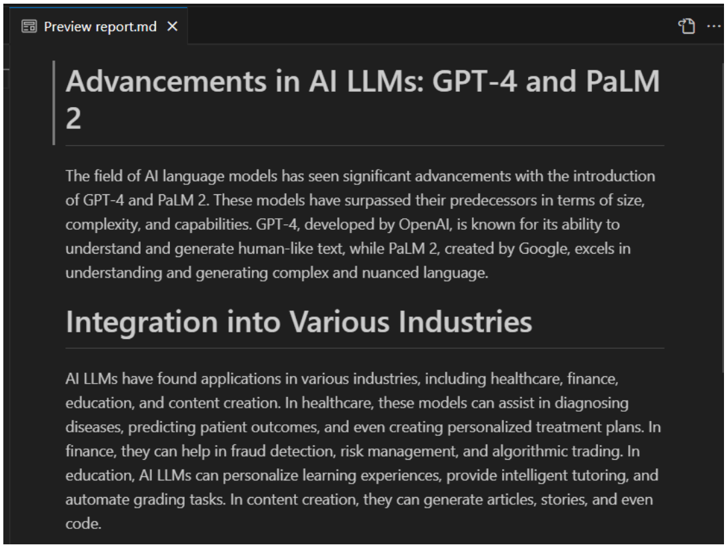 Preview report.md
Advancements in AI LLMs: GPT-4 and PaLM
2
The field of AI language models has seen significant advancements with the introduction
of GPT-4 and PaLM 2. These models have surpassed their predecessors in terms of size,
complexity, and capabilities. GPT-4, developed by OpenAI, is known for its ability to
understand and generate human-like text, while PaLM 2, created by Google, excels in
understanding and generating complex and nuanced language.
Integration into Various Industries
AI LLMs have found applications in various industries, including healthcare, finance,
education, and content creation. In healthcare, these models can assist in diagnosing
diseases, predicting patient outcomes, and even creating personalized treatment plans. In
finance, they can help in fraud detection, risk management, and algorithmic trading. In
education, AI LLMs can personalize learning experiences, provide intelligent tutoring, and
automate grading tasks. In content creation, they can generate articles, stories, and even
code.